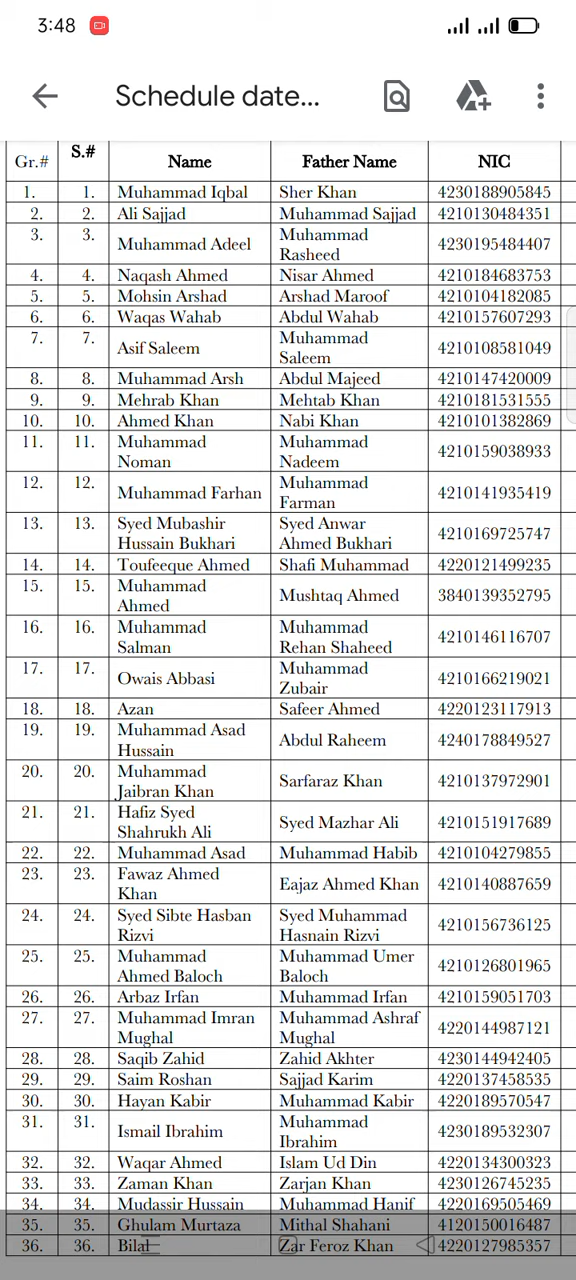 3:48
Schedule date...
Gr.# S.# Name Father Name NIC
1. 1. Muhammad Iqbal Sher Khan 4230188905845
2. 2. Ali Sajjad Muhammad Sajjad 4210130484351
3. 3. Muhammad Adeel Muhammad Rasheed 4230195484407
4. 4. Naqash Ahmed Nisar Ahmed 4210184683753
5. 5. Mohsin Arshad Arshad Maroof 4210104182085
6. 6. Waqas Wahab Abdul Wahab 4210157607293
7. 7. Asif Saleem Muhammad Saleem 4210108581049
8. 8. Muhammad Arsh Abdul Majeed 4210147420009
9. 9. Mehrab Khan Mehtab Khan 4210181531555
10. 10. Ahmed Khan Nabi Khan 4210101382869
11. 11. Muhammad Noman Muhammad Nadeem 4210159038933
12. 12. Muhammad Farhan Muhammad Farman 4210141935419
13. 13. Syed Mubashir Hussain Bukhari Syed Anwar Ahmed Bukhari 4210169725747
14. 14. Toufeeque Ahmed Shafi Muhammad 4220121499235
15. 15. Muhammad Ahmed Mushtaq Ahmed 3840139352795
16. 16. Muhammad Salman Muhammad Rehan Shaheed 4210146116707
17. 17. Owais Abbasi Muhammad Zubair 4210166219021
18. 18. Azan Safeer Ahmed 4220123117913
19. 19. Muhammad Asad Hussain Abdul Raheem 4240178849527
20. 20. Muhammad Jaibran Khan Sarfaraz Khan 4210137972901
21. 21. Hafiz Syed Shahrukh Ali Syed Mazhar Ali 4210151917689
22. 22. Muhammad Asad Muhammad Habib 4210104279855
23. 23. Fawaz Ahmed Khan Eajaz Ahmed Khan 4210140887659
24. 24. Syed Sibte Hasban Rizvi Syed Muhammad Hasnain Rizvi 4210156736125
25. 25. Muhammad Ahmed Baloch Muhammad Umer Baloch 4210126801965
26. 26. Arbaz Irfan Muhammad Irfan 4210159051703
27. 27. Muhammad Imran Mughal Muhammad Ashraf Mughal 4220144987121
28. 28. Saqib Zahid Zahid Akhter 4230144942405
29. 29. Saim Roshan Sajjad Karim 4220137458535
30. 30. Hayan Kabir Muhammad Kabir 4220189570547
31. 31. Ismail Ibrahim Muhammad Ibrahim 4230189532307
32. 32. Waqar Ahmed Islam Ud Din 4220134300323
33. 33. Zaman Khan Zarjan Khan 4230126745235
34. 34. Mudassir Hussain Muhammad Hanif 4220169505469
35. 35. Ghulam Murtaza Mithal Shahani 4120150016487
36. 36. Bilal Zar Feroz Khan 4220127985357